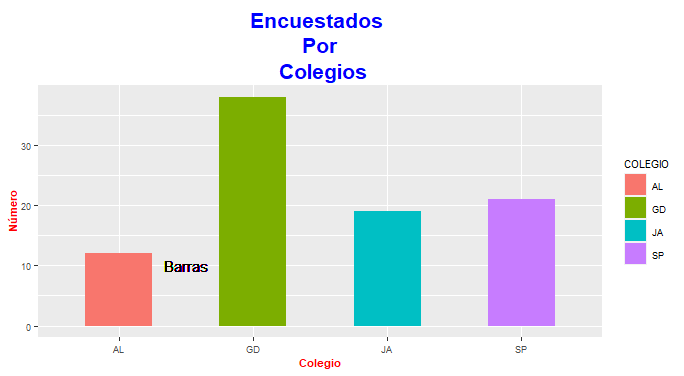 Encuestados
Por
Colegios
Número
30
20
10
0
Barras
AL
GD
JA
SP
Colegio
COLEGIO
AL
GD
JA
SP